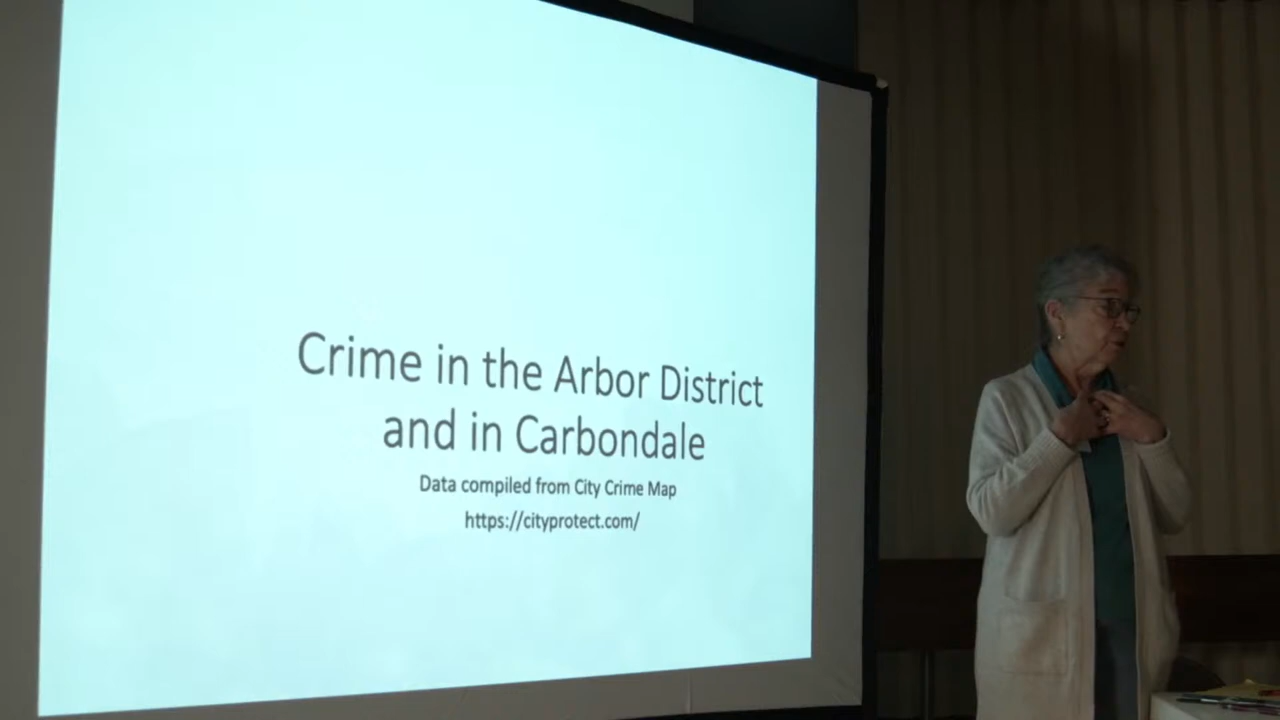 Crime in the Arbor District
and in Carbondale
Data compiled from City Crime Map
https://cityprotect.com/